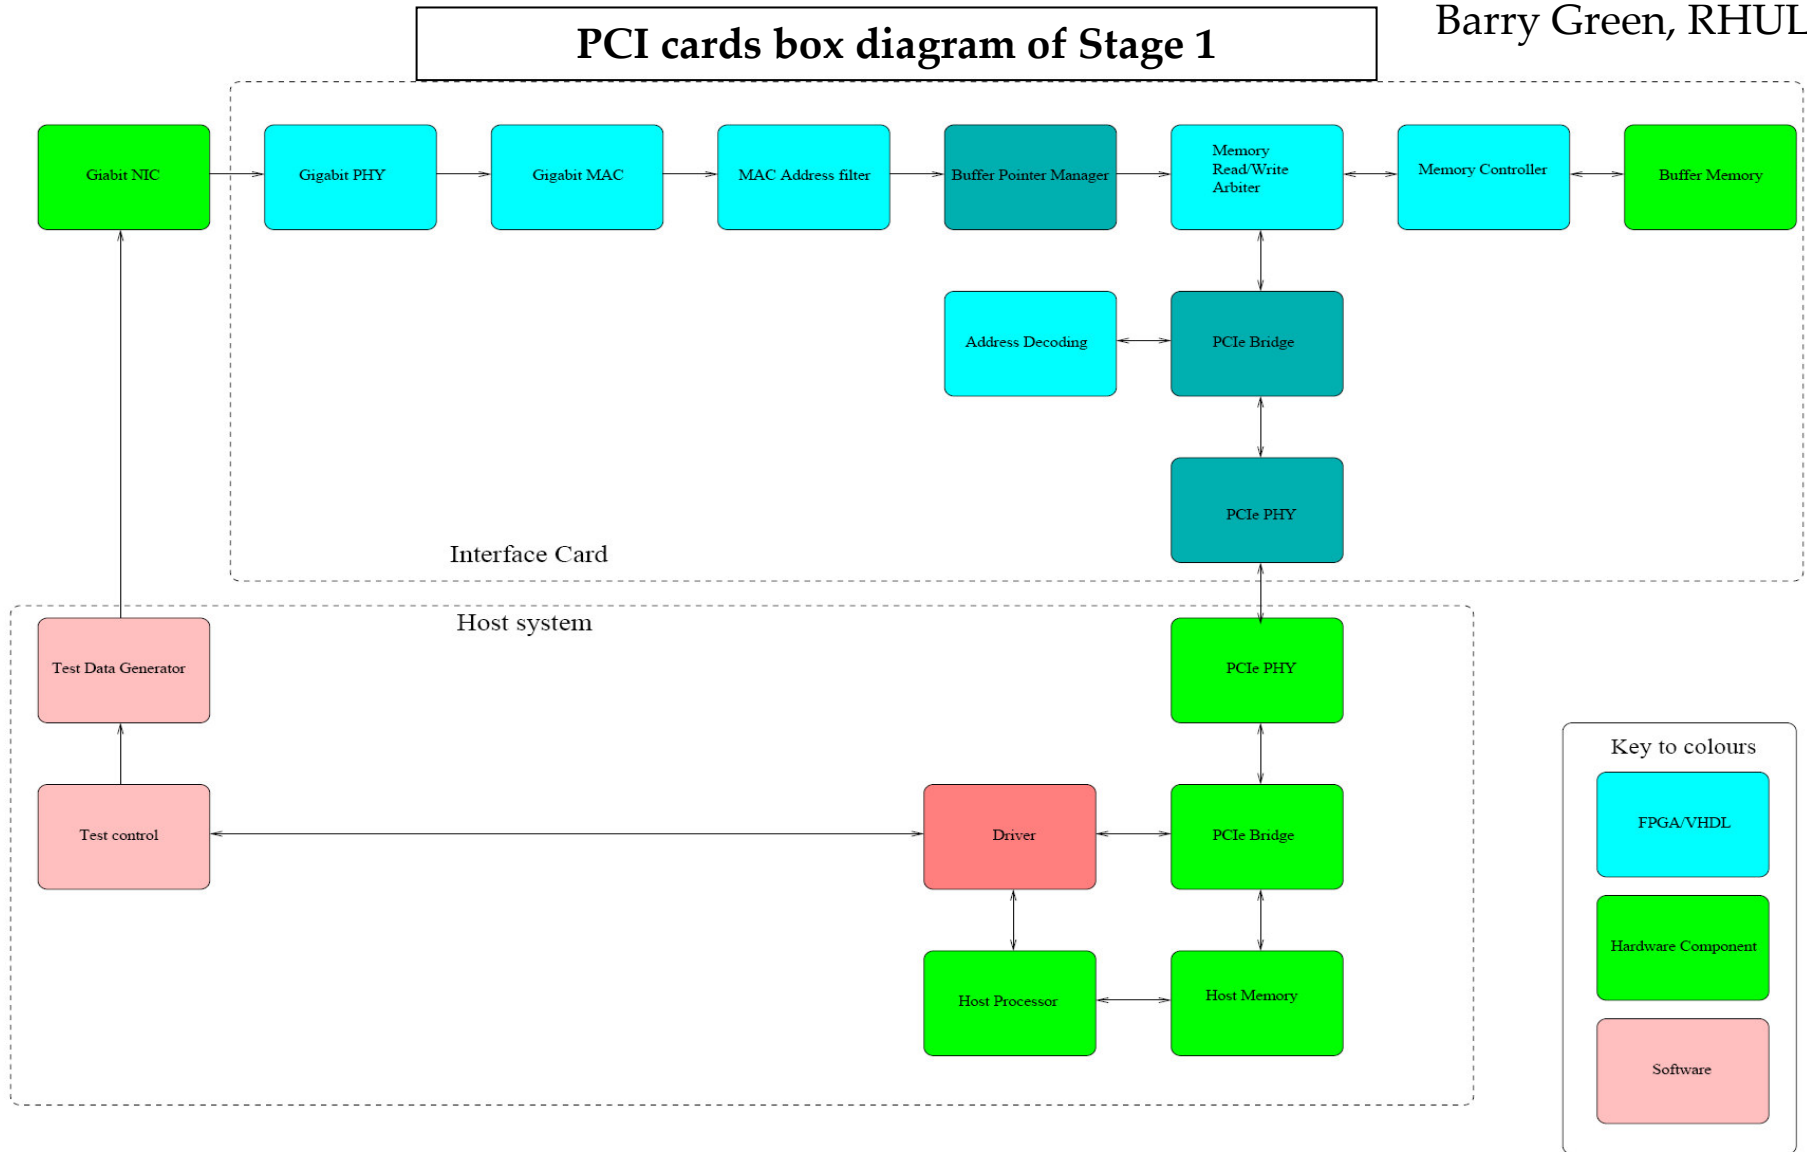 Barry Green, RHUL
PCI cards box diagram of Stage 1
Giabit NIC
Gigabit PHY
Gigabit MAC
MAC Address filter
Buffer Pointer Manager
Memory
Read/Write
Arbiter
Memory Controller
Buffer Memory
Address Decoding
PCIe Bridge
PCIe PHY
Interface Card
Host system
Test Data Generator
PCIe PHY
Test control
Driver
PCIe Bridge
Host Processor
Host Memory
Key to colours
FPGA/VHDL
Hardware Component
Software